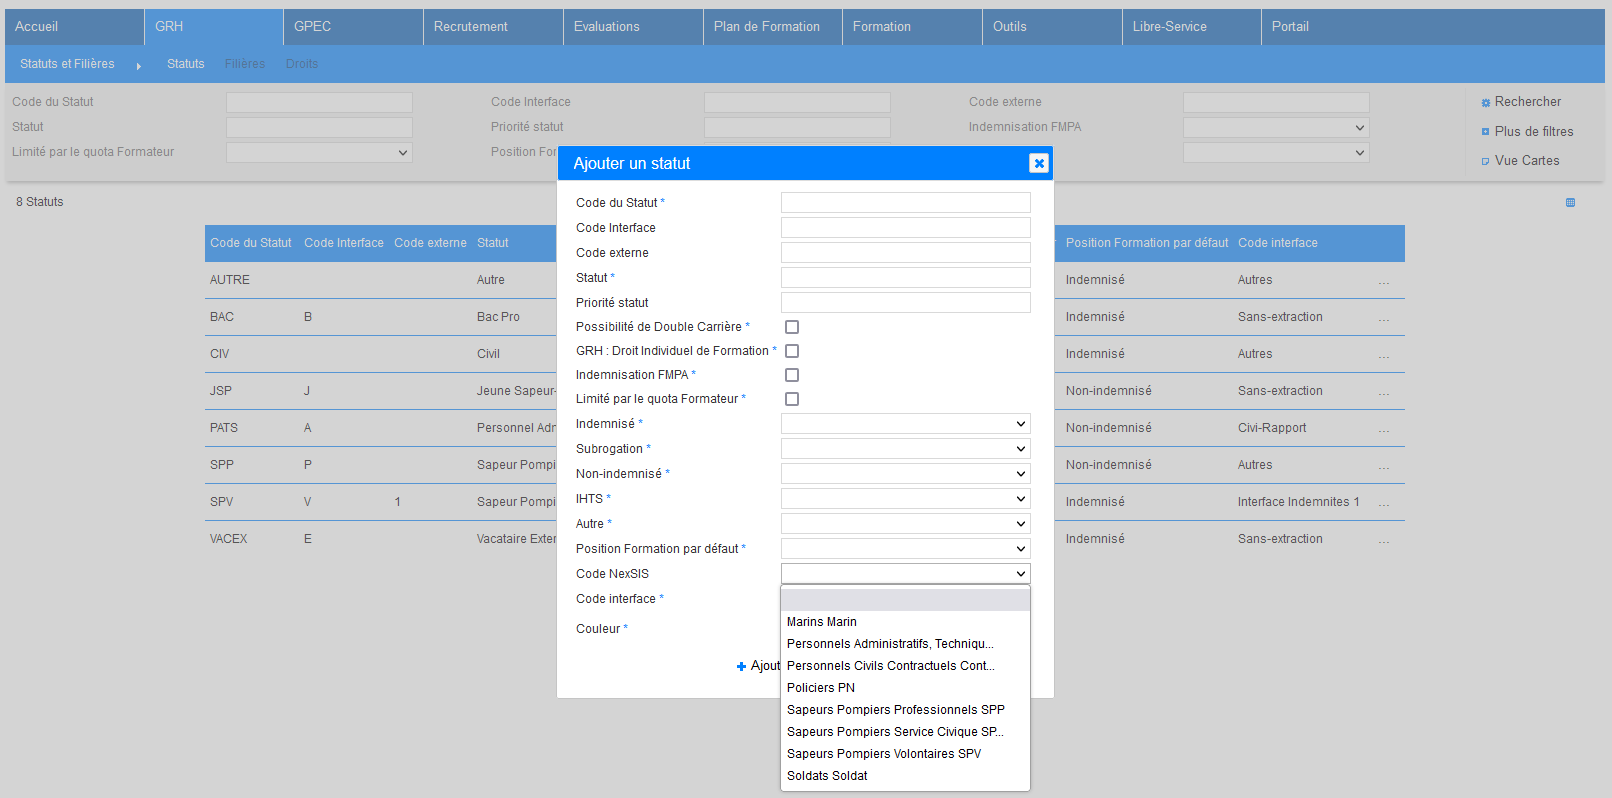 Accueil GRH GPEC Recrutement Evaluations Plan de Formation Formation Outils Libre-Service Portail
Statuts et Filières Statuts Filières Droits
Code du Statut Code Interface Code externe Rechercher
Statut Priorité statut Indemnisation FMPA Plus de filtres
Limité par le quota Formateur Position For Vue Cartes
Ajouter un statut
8 Statuts
Code du Statut Code Interface Code externe Statut Position Formation par défaut Code interface
AUTRE Autre Indemnisé Autres ...
BAC B Bac Pro Indemnisé Sans-extraction ...
CIV Civil Indemnisé Autres ...
JSP J Jeune Sapeur- Non-indemnisé Sans-extraction ...
PATS A Personnel Adr Non-indemnisé Civi-Rapport ...
SPP P Sapeur Pompi Non-indemnisé Autres ...
SPV V 1 Sapeur Pompi Indemnisé Interface Indemnites 1 ...
VACEX E Vacataire Exter Indemnisé Sans-extraction ...
Code du Statut *
Code Interface
Code externe
Statut *
Priorité statut
Possibilité de Double Carrière *
GRH : Droit Individuel de Formation *
Indemnisation FMPA *
Limité par le quota Formateur *
Indemnisé *
Subrogation *
Non-indemnisé *
IHTS *
Autre *
Position Formation par défaut *
Code NexSIS
Code interface *
Couleur *
Ajout
Marins Marin
Personnels Administratifs, Techniqu...
Personnels Civils Contractuels Cont...
Policiers PN
Sapeurs Pompiers Professionnels SPP
Sapeurs Pompiers Service Civique SP...
Sapeurs Pompiers Volontaires SPV
Soldats Soldat